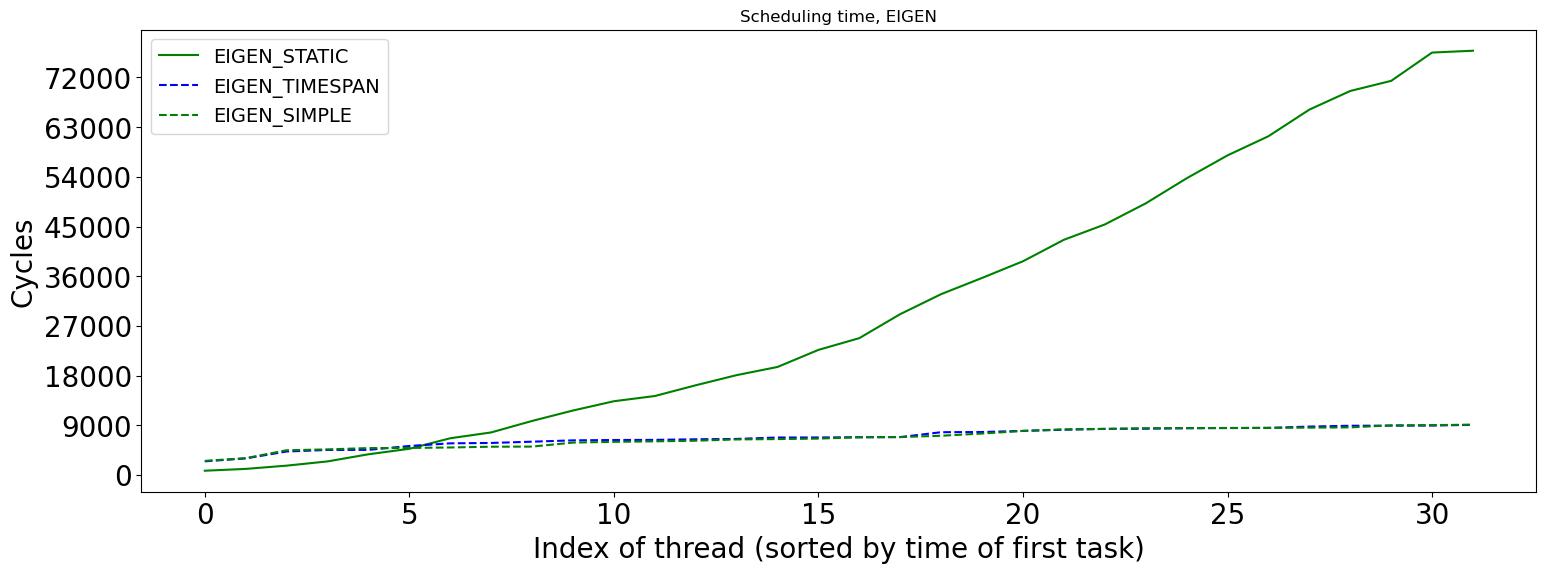 Scheduling time, EIGEN
EIGEN_STATIC
EIGEN_TIMESPAN
EIGEN_SIMPLE
72000
63000
54000
45000
36000
27000
18000
9000
0
Cycles
0 5 10 15 20 25 30
Index of thread (sorted by time of first task)